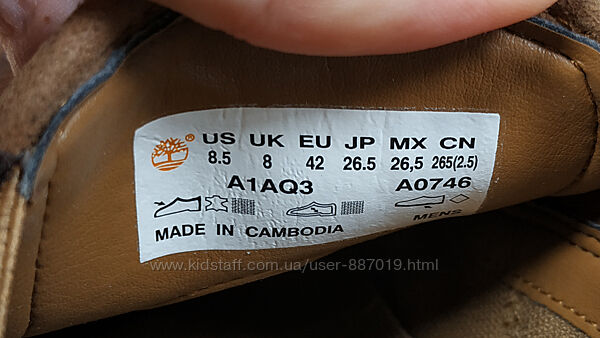 ® US UK EU JP MX CN
8.5 8 42 26.5 26,5 265(2.5)
A1AQ3 A0746
MENS
MADE IN CAMBODIA
www.kidstaff.com.ua/user-887019.html